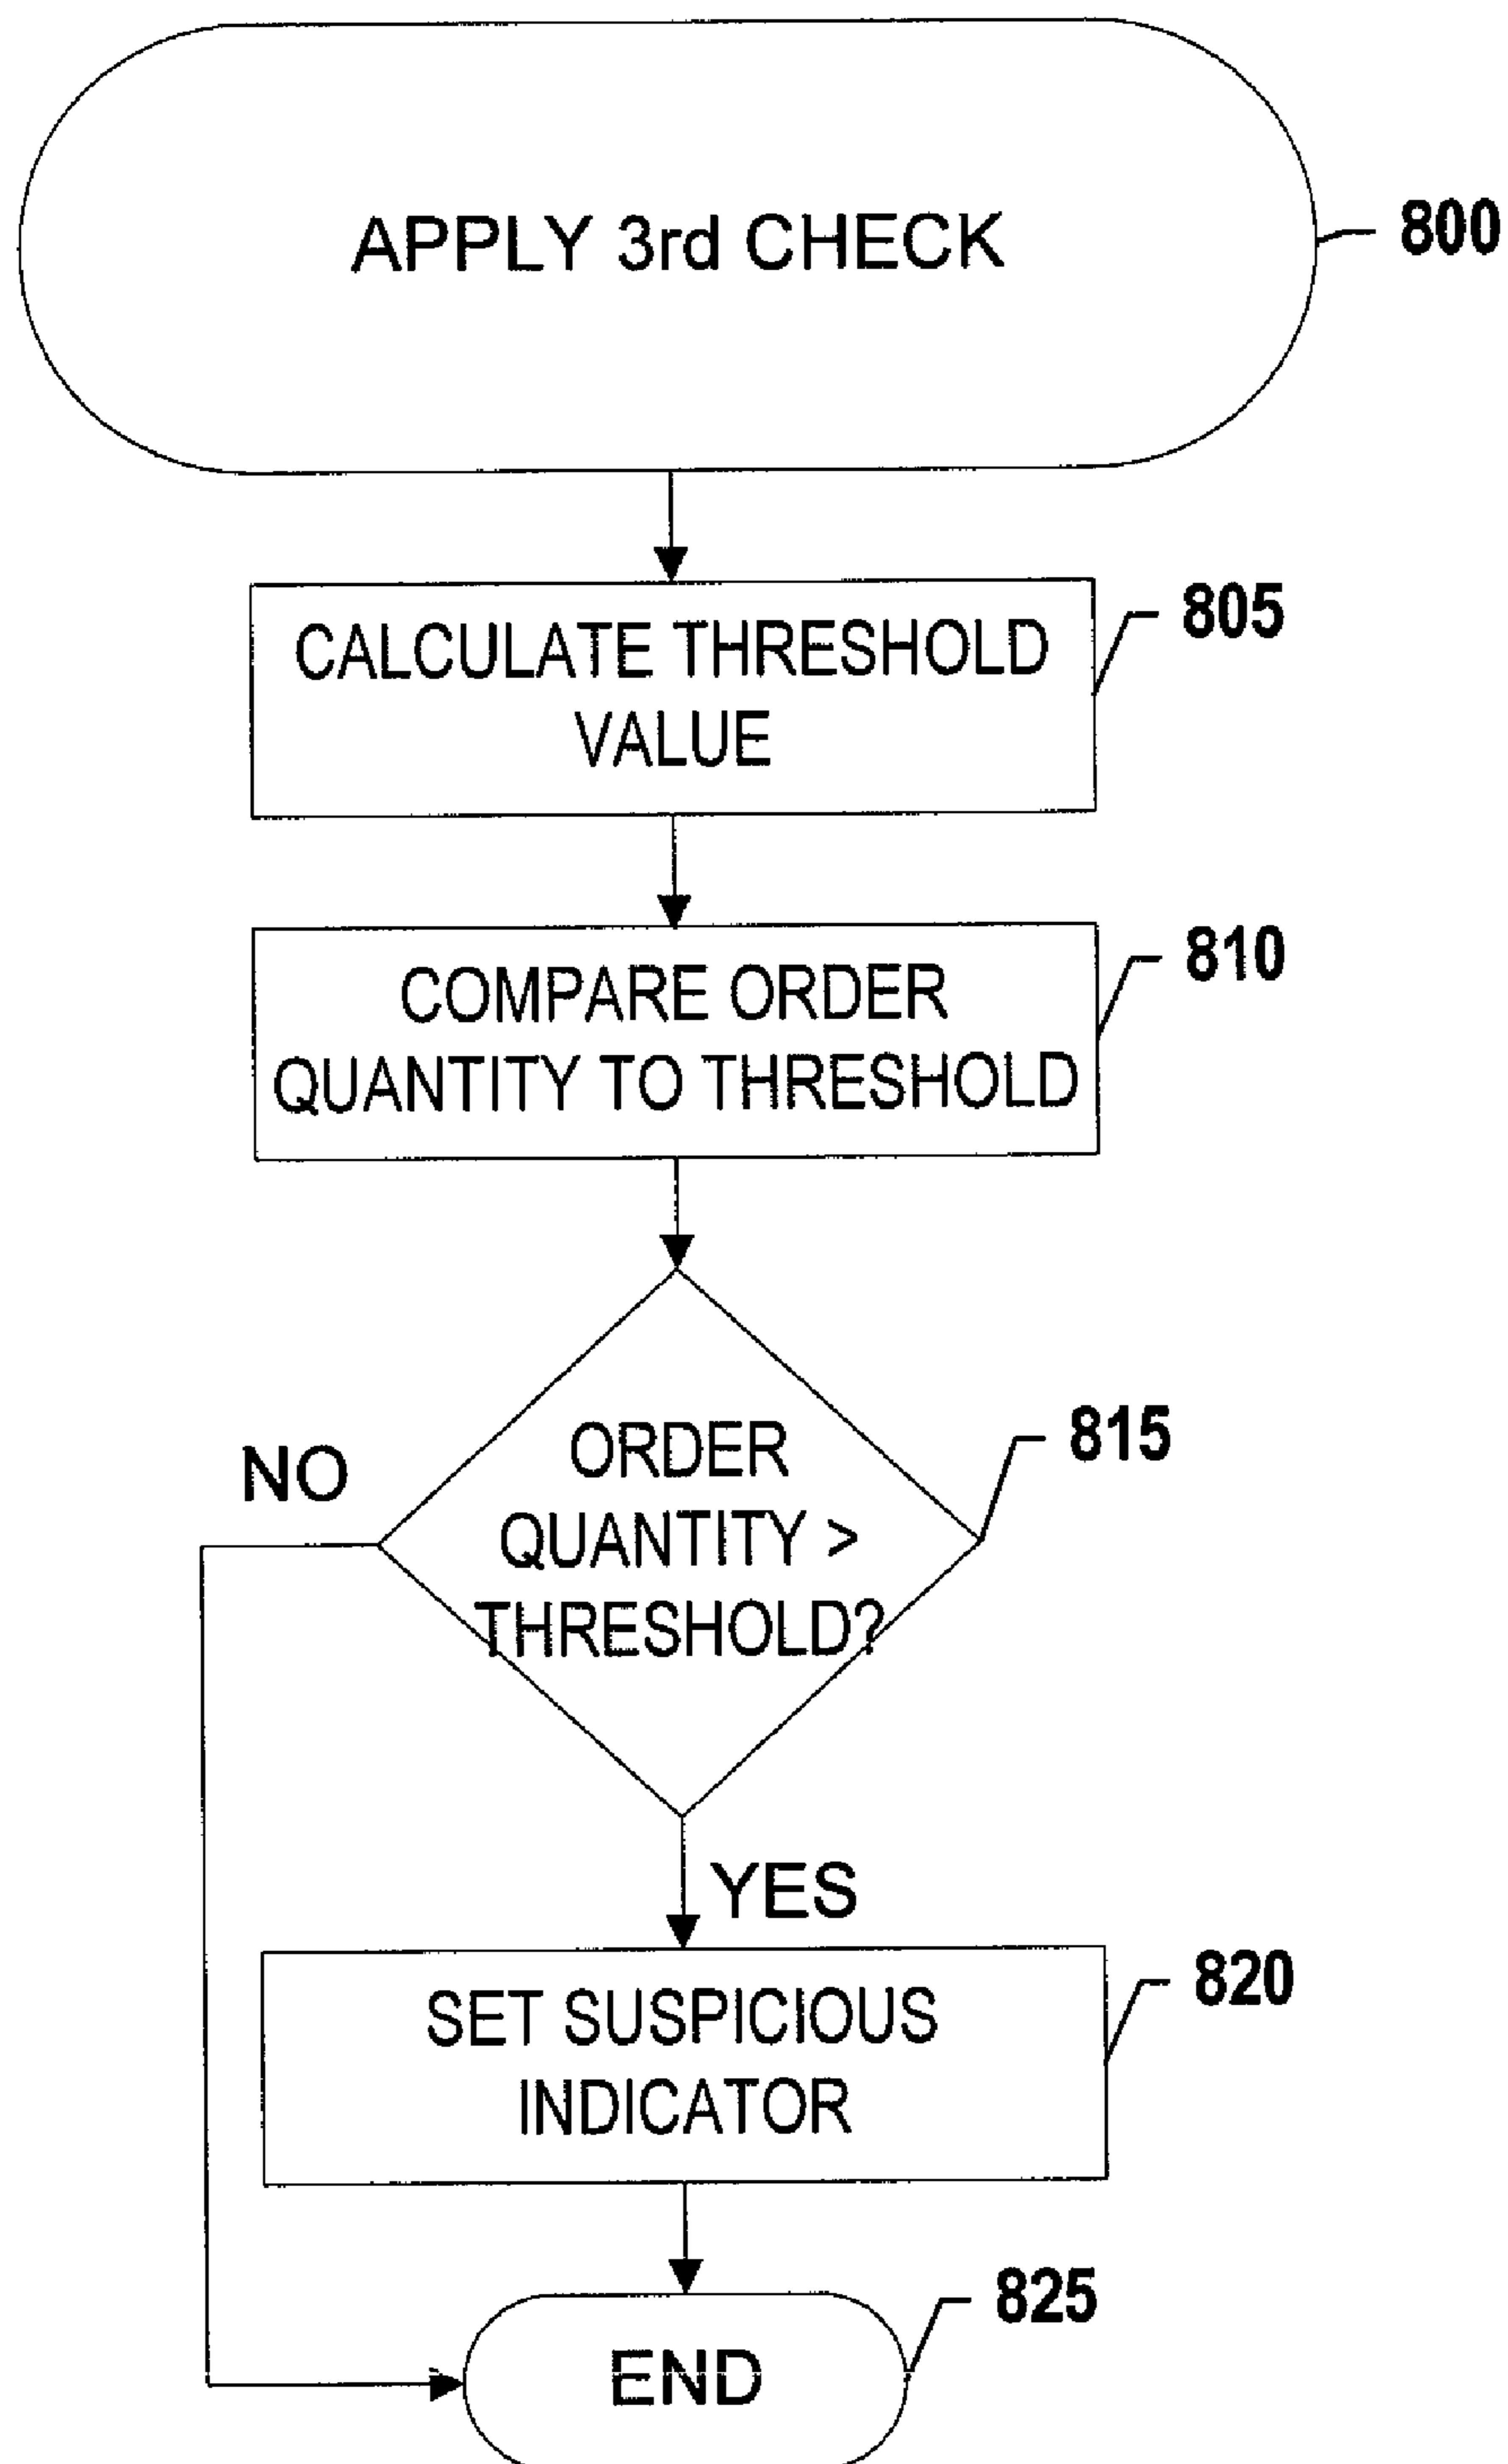 APPLY 3rd CHECK
800
CALCULATE THRESHOLD
VALUE
805
COMPARE ORDER
QUANTITY TO THRESHOLD
810
ORDER
QUANTITY >
THRESHOLD?
815
NO
YES
SET SUSPICIOUS
INDICATOR
820
END
825